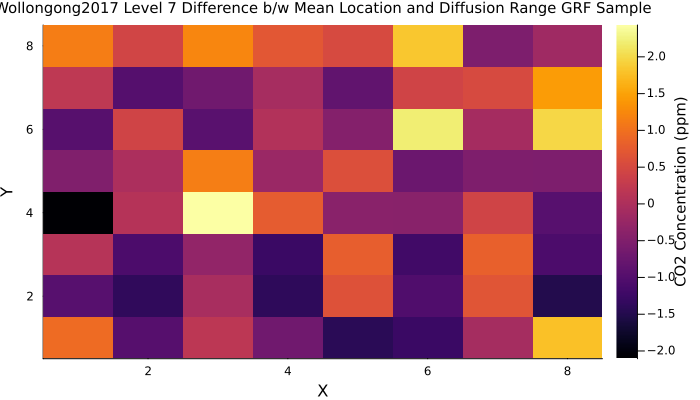 Wollongong2017 Level 7 Difference b/w Mean Location and Diffusion Range GRF Sample
8
6
4
2
Y
2 4 6 8
X
2.0
1.5
1.0
0.5
0
−0.5
−1.0
−1.5
−2.0
CO2 Concentration (ppm)